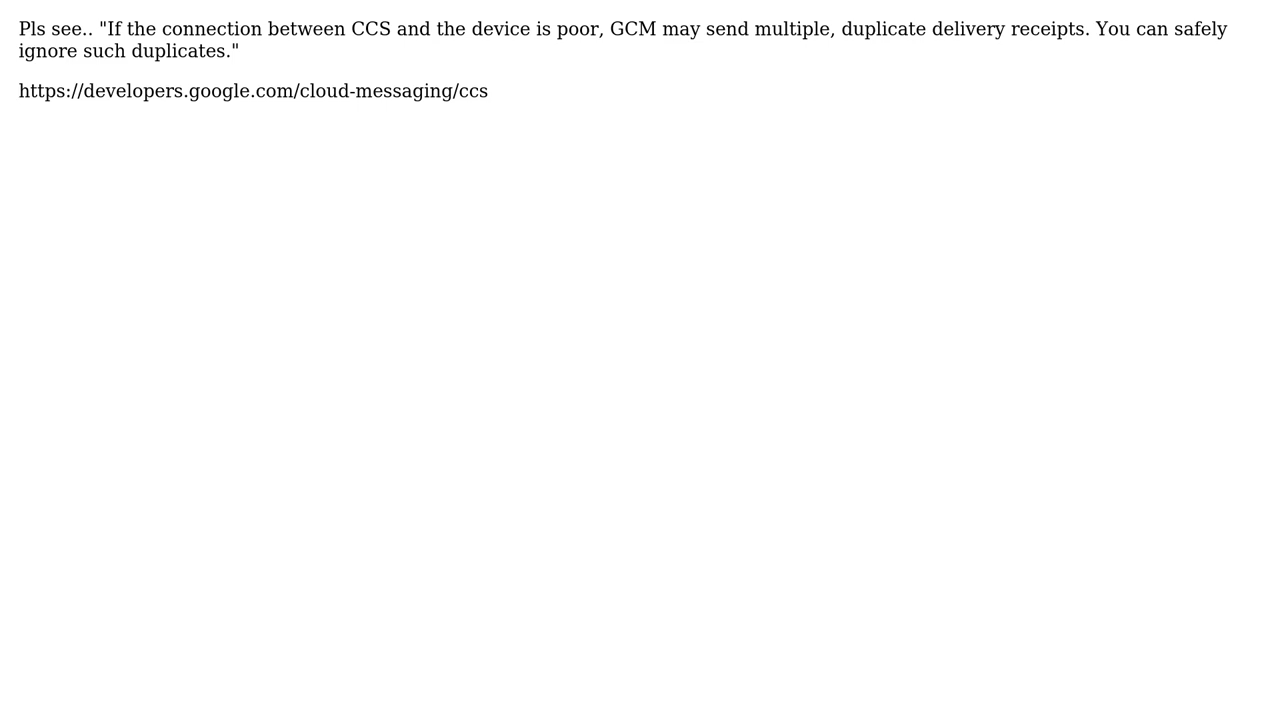 Pls see.. "If the connection between CCS and the device is poor, GCM may send multiple, duplicate delivery receipts. You can safely
ignore such duplicates."
https://developers.google.com/cloud-messaging/ccs